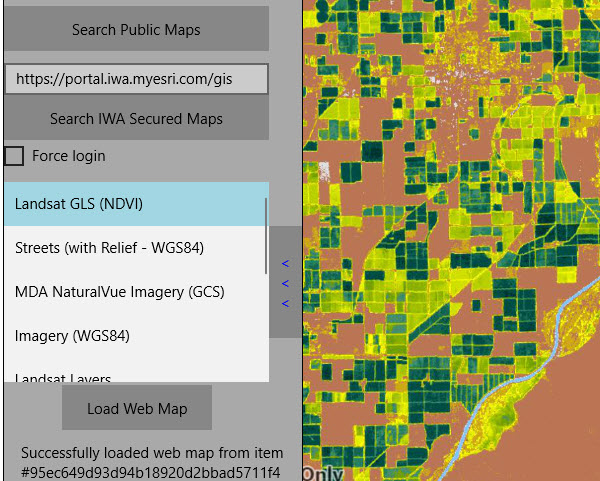 Search Public Maps
https://portal.iwa.myesri.com/gis
Search IWA Secured Maps
Force login
Landsat GLS (NDVI)
Streets (with Relief - WGS84)
<
<
<
MDA NaturalVue Imagery (GCS)
Imagery (WGS84)
Landsat Layers
Load Web Map
Successfully loaded web map from item
#95ec649d93d94b18920d2bbad5711f4
Only